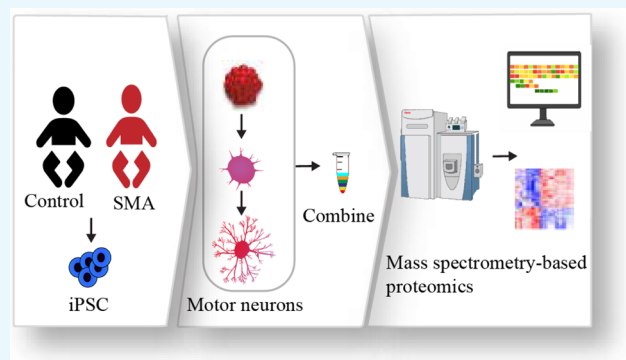 Control
SMA
iPSC
Motor neurons
Combine
Mass spectrometry-based
proteomics